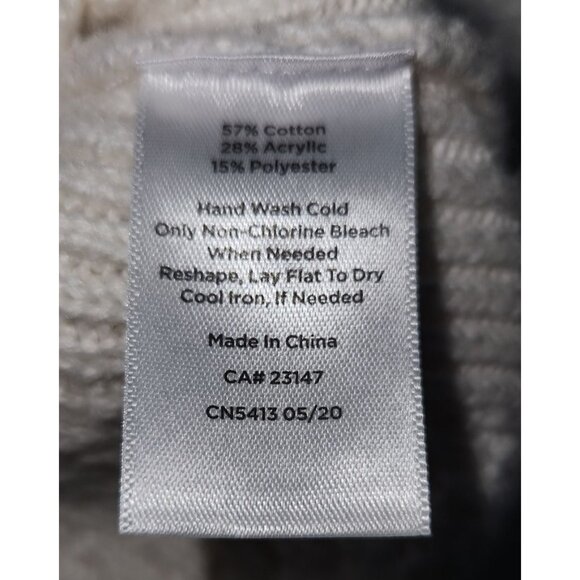 57% Cotton
28% Acrylic
15% Polyester
Hand Wash Cold
Only Non-Chlorine Bleach
When Needed
Reshape, Lay Flat To Dry
Cool Iron, If Needed
Made In China
CA# 23147
CN5413 05/20